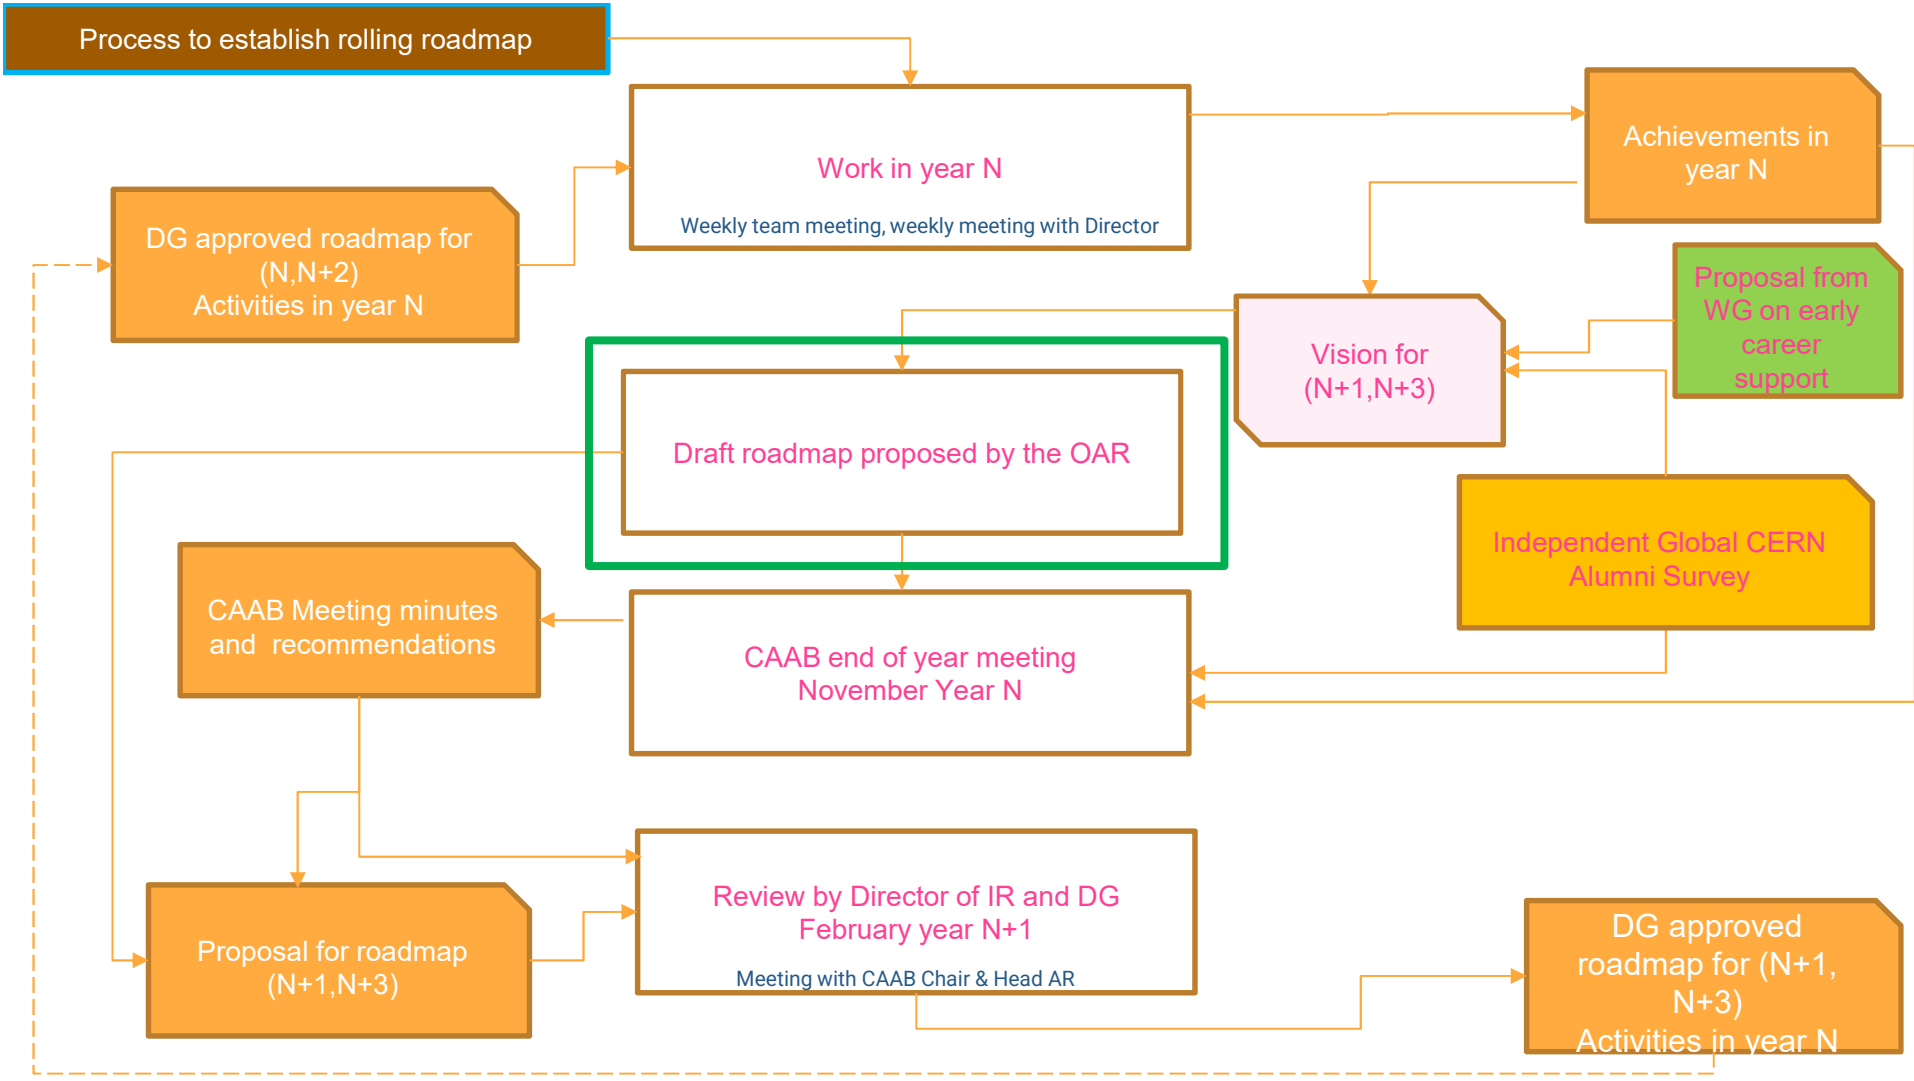 Process to establish rolling roadmap
Work in year N
Weekly team meeting, weekly meeting with Director
Achievements in
year N
DG approved roadmap for
(N,N+2)
Activities in year N
Proposal from
WG on early
career
support
Vision for
(N+1,N+3)
Draft roadmap proposed by the OAR
Independent Global CERN
Alumni Survey
CAAB Meeting minutes
and recommendations
CAAB end of year meeting
November Year N
Review by Director of IR and DG
February year N+1
Meeting with CAAB Chair & Head AR
Proposal for roadmap
(N+1,N+3)
DG approved
roadmap for (N+1,
N+3)
Activities in year N